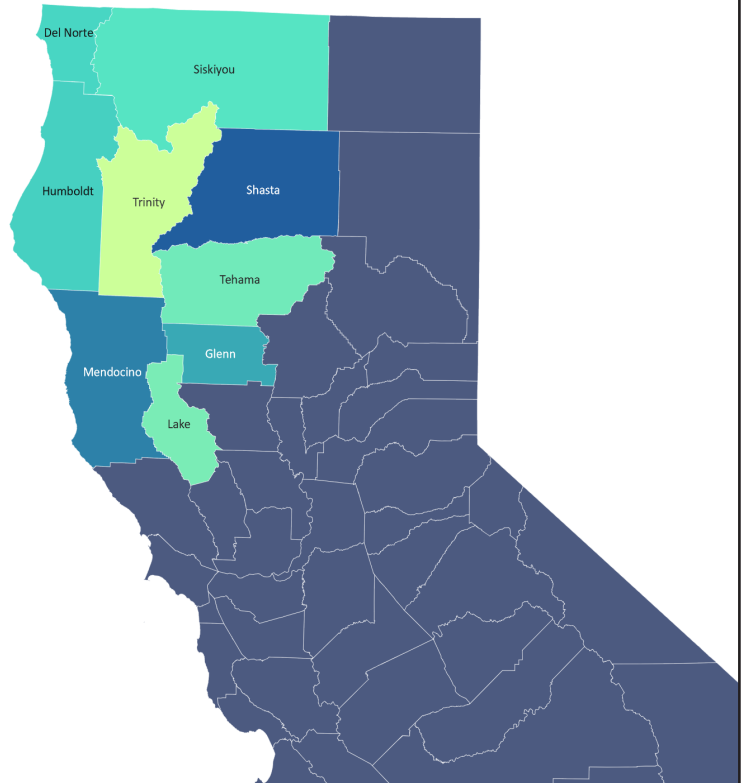 Del Norte
Siskiyou
Humboldt
Trinity
Shasta
Tehama
Glenn
Mendocino
Lake